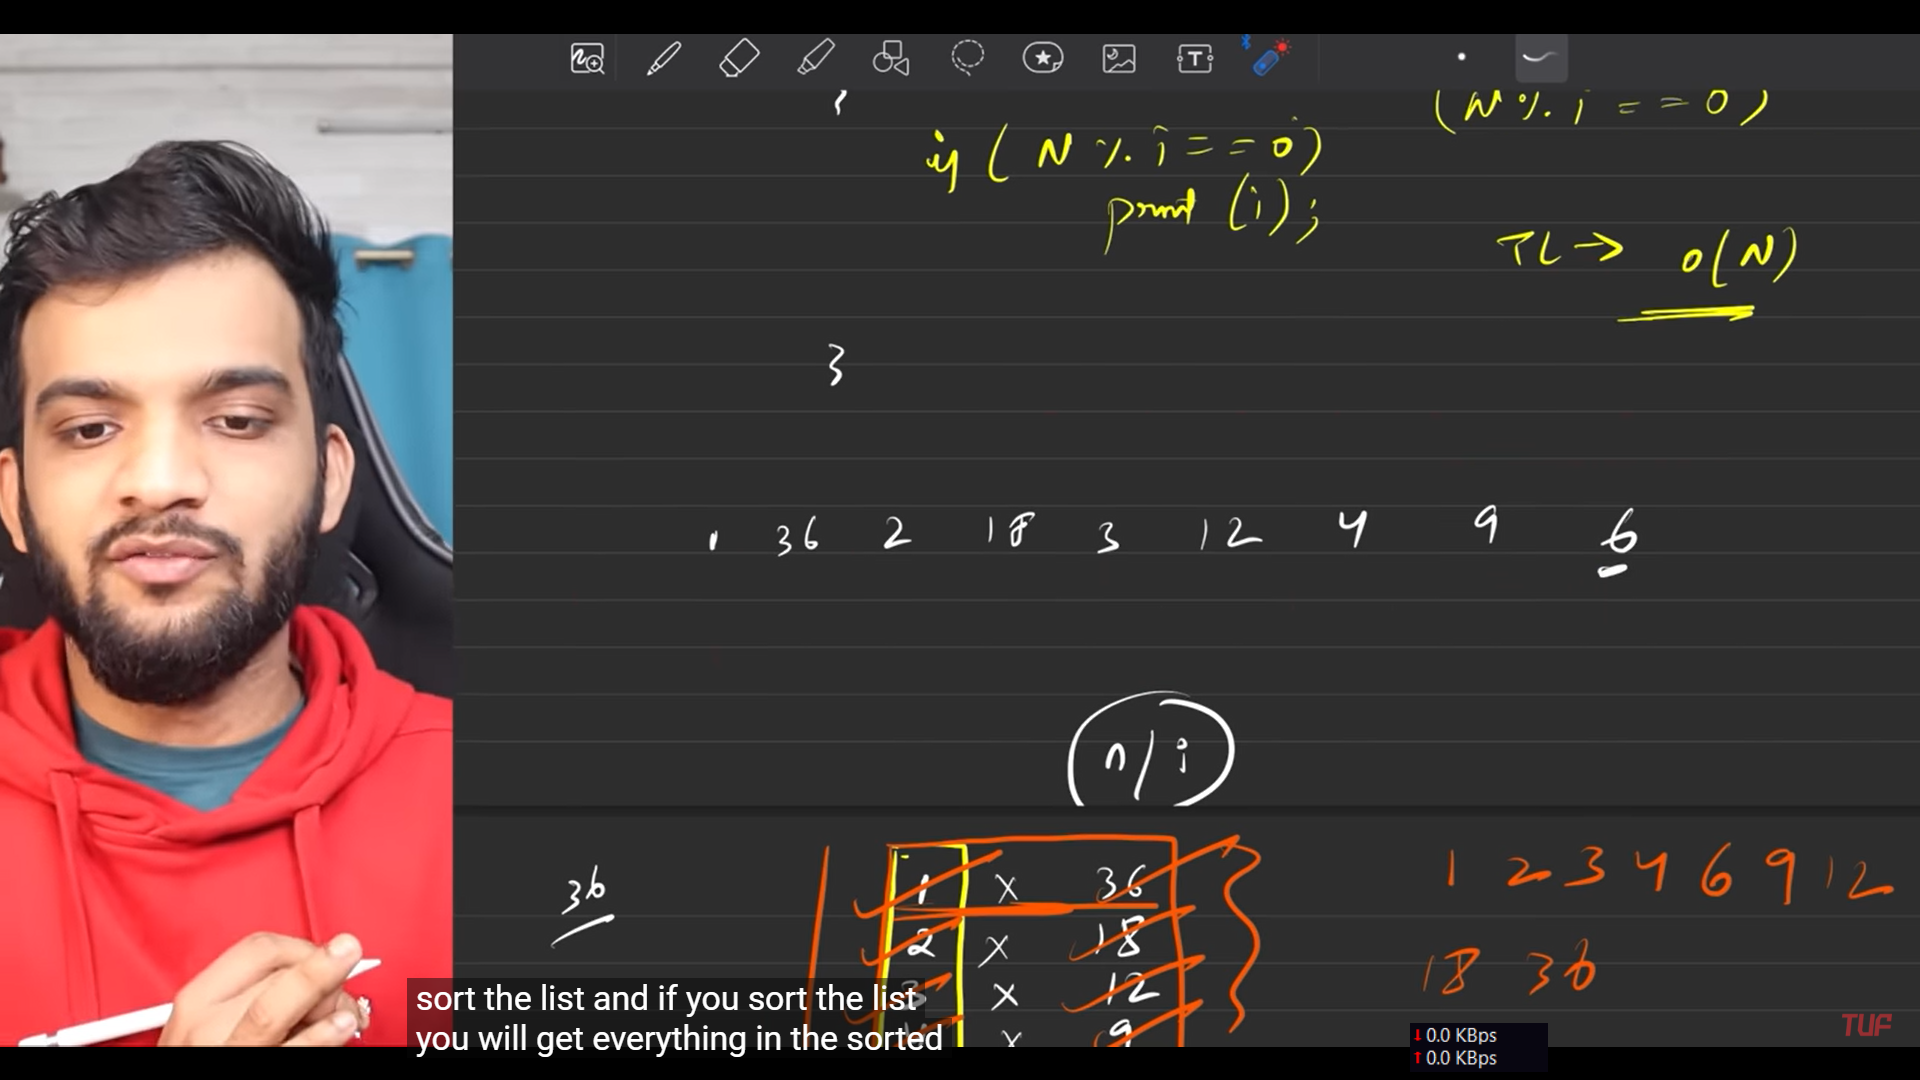 (N %. i = = 0)
if ( N %. i = = 0)
print (i);
TC → O(N)
}
1 36 2 18 3 12 4 9 6
n/i
36
1 x 36
2 x 18
3 x 12
x 9
1 2 3 4 6 9 12
18 36
sort the list and if you sort the list
you will get everything in the sorted
TUF
↓ 0.0 KBps
↑ 0.0 KBps